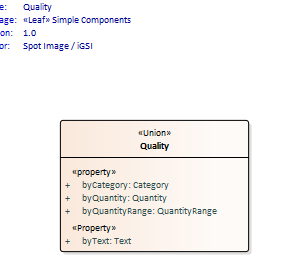 e: Quality
age: «Leaf» Simple Components
on: 1.0
or: Spot Image / iGSI
«Union»
Quality
«property»
+ byCategory: Category
+ byQuantity: Quantity
+ byQuantityRange: QuantityRange
«Property»
+ byText: Text